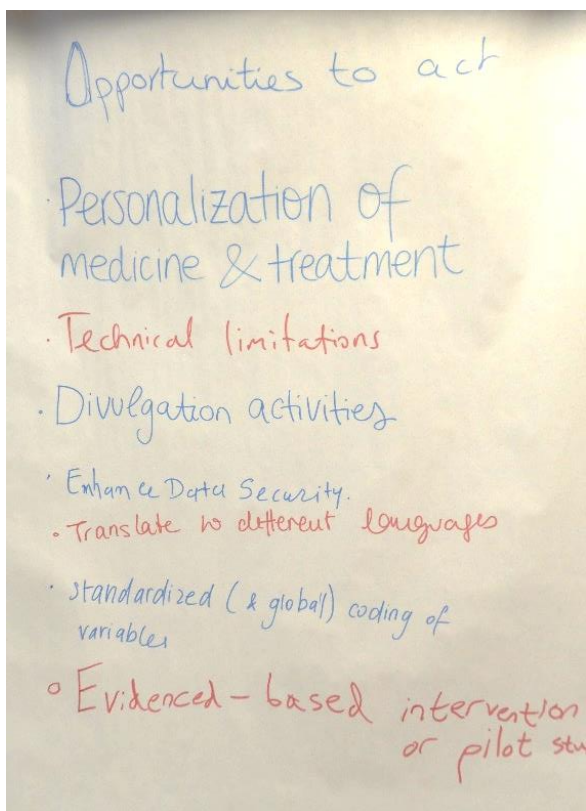 Opportunities to act
· Personalization of
medicine & treatment
· Technical limitations
· Divulgation activities
· Enhance Data Security.
· Translate to different languages
· standardized (& global) coding of
variables
· Evidenced-based intervention
or pilot stu